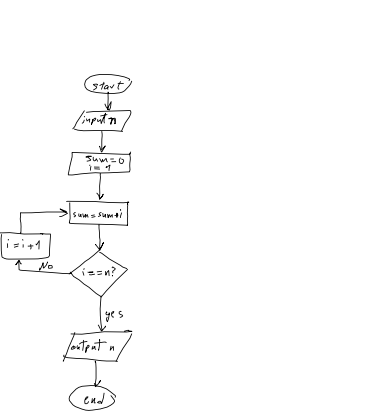 start
input n
sum=0
i = 1
sum=sum+i
i=i+1
i==n?
No
yes
output n
end